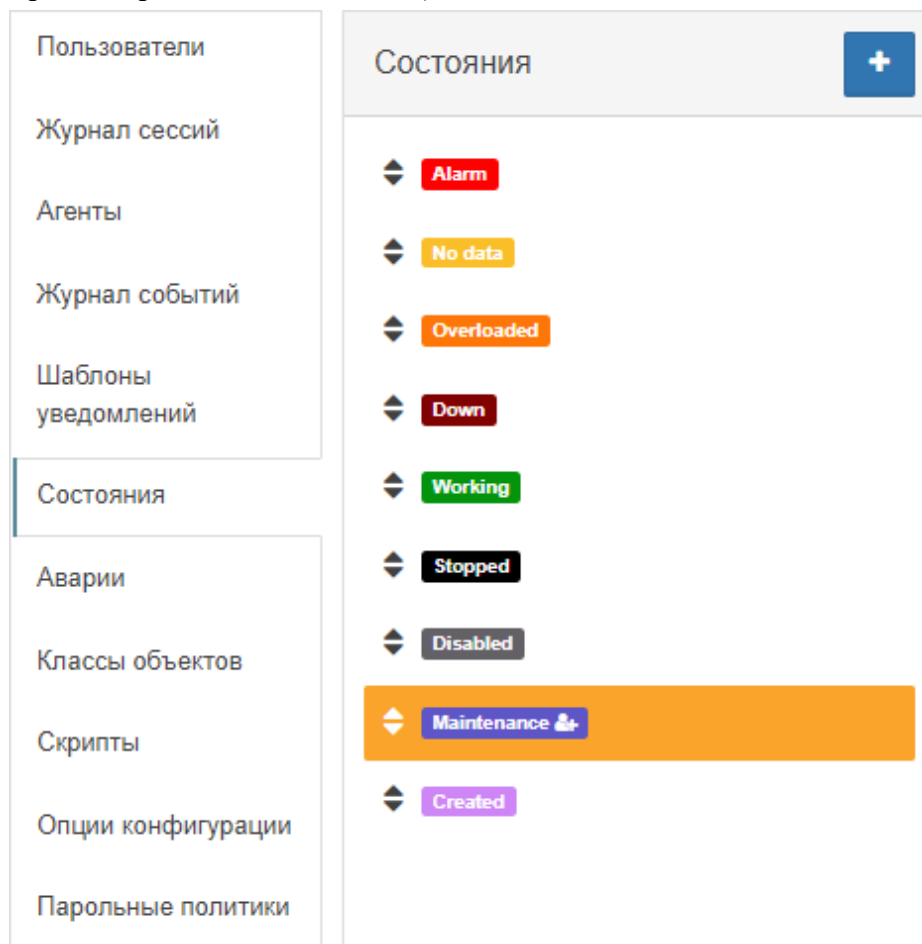 Пользователи
Журнал сессий
Агенты
Журнал событий
Шаблоны
уведомлений
Состояния
Аварии
Классы объектов
Скрипты
Опции конфигурации
Парольные политики
Состояния
Alarm
No data
Overloaded
Down
Working
Stopped
Disabled
Maintenance
Created